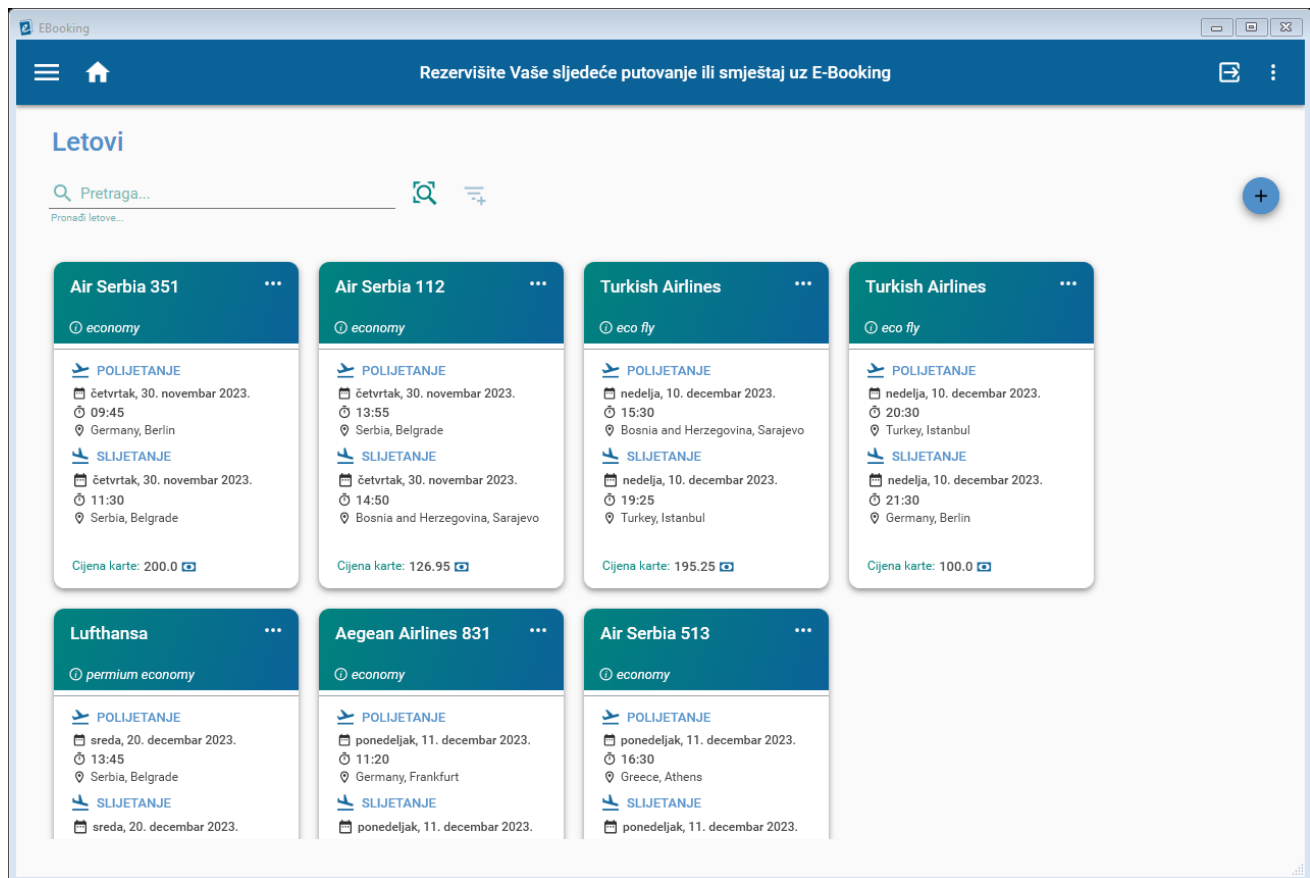 EBooking
Rezervišite Vaše sljedeće putovanje ili smještaj uz E-Booking
Letovi
Pretraga...
Pronađi letove...
Air Serbia 351
economy
POLIJETANJE
četvrtak, 30. novembar 2023.
09:45
Germany, Berlin
SLIJETANJE
četvrtak, 30. novembar 2023.
11:30
Serbia, Belgrade
Cijena karte: 200.0
Air Serbia 112
economy
POLIJETANJE
četvrtak, 30. novembar 2023.
13:55
Serbia, Belgrade
SLIJETANJE
četvrtak, 30. novembar 2023.
14:50
Bosnia and Herzegovina, Sarajevo
Cijena karte: 126.95
Turkish Airlines
eco fly
POLIJETANJE
nedelja, 10. decembar 2023.
15:30
Bosnia and Herzegovina, Sarajevo
SLIJETANJE
nedelja, 10. decembar 2023.
19:25
Turkey, Istanbul
Cijena karte: 195.25
Turkish Airlines
eco fly
POLIJETANJE
nedelja, 10. decembar 2023.
20:30
Turkey, Istanbul
SLIJETANJE
nedelja, 10. decembar 2023.
21:30
Germany, Berlin
Cijena karte: 100.0
Lufthansa
permium economy
POLIJETANJE
sreda, 20. decembar 2023.
13:45
Serbia, Belgrade
SLIJETANJE
sreda, 20. decembar 2023.
Aegean Airlines 831
economy
POLIJETANJE
ponedeljak, 11. decembar 2023.
11:20
Germany, Frankfurt
SLIJETANJE
ponedeljak, 11. decembar 2023.
Air Serbia 513
economy
POLIJETANJE
ponedeljak, 11. decembar 2023.
16:30
Greece, Athens
SLIJETANJE
ponedeljak, 11. decembar 2023.